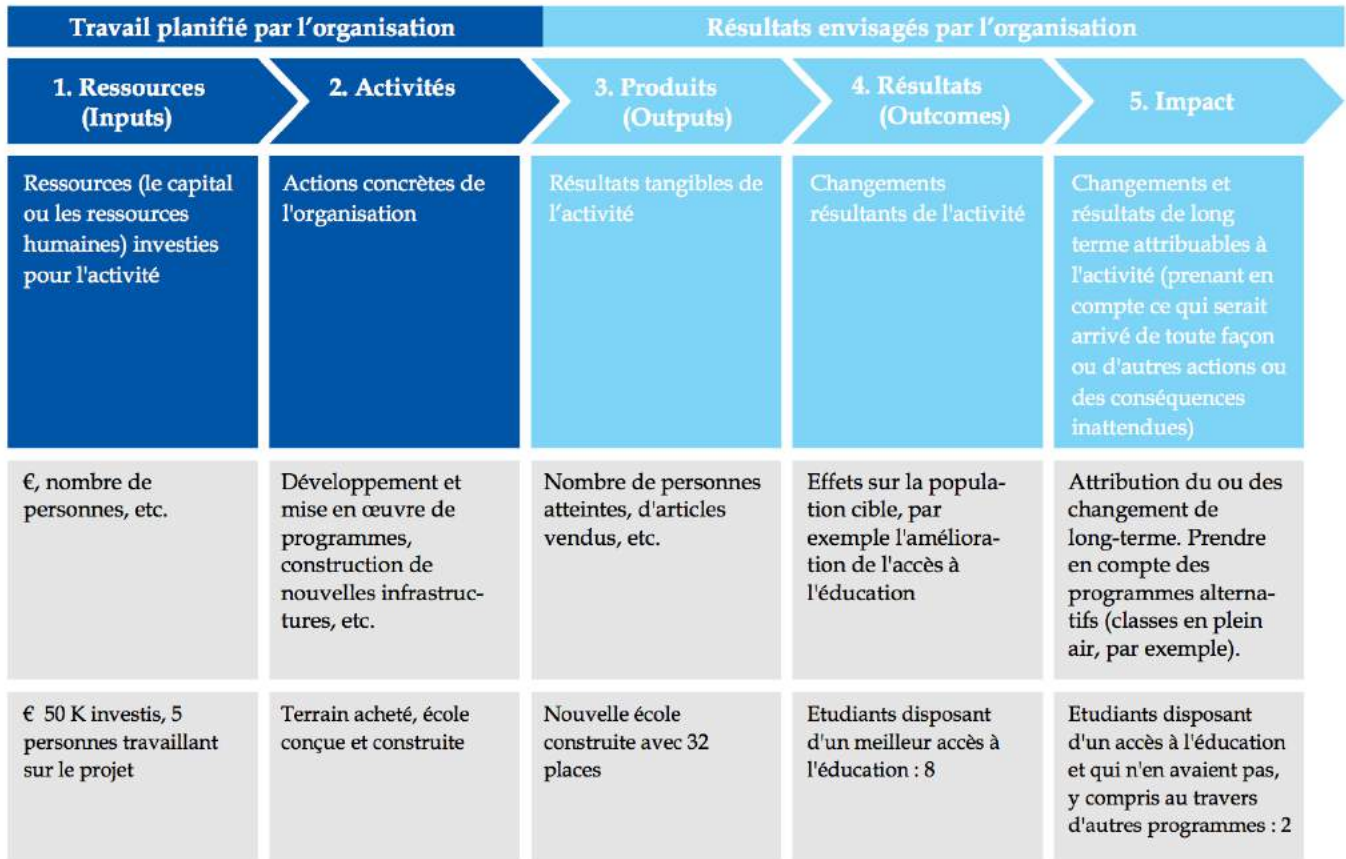 Travail planifié par l'organisation
Résultats envisagés par l'organisation
1. Ressources
(Inputs)
2. Activités
3. Produits
(Outputs)
4. Résultats
(Outcomes)
5. Impact
Ressources (le capital
ou les ressources
humaines) investies
pour l'activité
Actions concrètes de
l'organisation
Résultats tangibles de
l'activité
Changements
résultants de l'activité
Changements et
résultats de long
terme attribuables à
l'activité (prenant en
compte ce qui serait
arrivé de toute façon
ou d'autres actions ou
des conséquences
inattendues)
€, nombre de
personnes, etc.
Développement et
mise en œuvre de
programmes,
construction de
nouvelles infrastruc-
tures, etc.
Nombre de personnes
atteintes, d'articles
vendus, etc.
Effets sur la popula-
tion cible, par
exemple l'améliora-
tion de l'accès à
l'éducation
Attribution du ou des
changement de
long-terme. Prendre
en compte des
programmes alterna-
tifs (classes en plein
air, par exemple).
€ 50 K investis, 5
personnes travaillant
sur le projet
Terrain acheté, école
conçue et construite
Nouvelle école
construite avec 32
places
Etudiants disposant
d'un meilleur accès à
l'éducation : 8
Etudiants disposant
d'un accès à l'éducation
et qui n'en avaient pas,
y compris au travers
d'autres programmes : 2